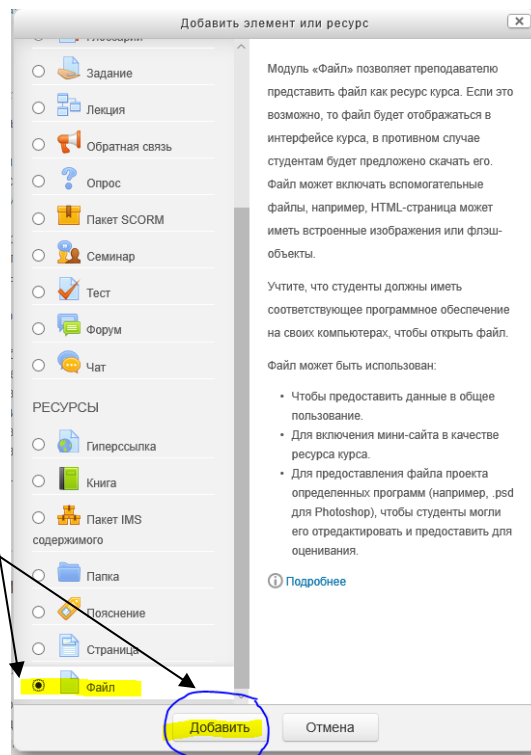 Добавить элемент или ресурс
Задание
Лекция
Обратная связь
Опрос
Пакет SCORM
Семинар
Тест
Форум
Чат
РЕСУРСЫ
Гиперссылка
Книга
Пакет IMS
содержимого
Папка
Пояснение
Страница
Файл
Модуль «Файл» позволяет преподавателю
представить файл как ресурс курса. Если это
возможно, то файл будет отображаться в
интерфейсе курса, в противном случае
студентам будет предложено скачать его.
Файл может включать вспомогательные
файлы, например, HTML-страница может
иметь встроенные изображения или флэш-
объекты.
Учтите, что студенты должны иметь
соответствующее программное обеспечение
на своих компьютерах, чтобы открыть файл.
Файл может быть использован:
• Чтобы предоставить данные в общее
пользование.
• Для включения мини-сайта в качестве
ресурса курса.
• Для предоставления файла проекта
определенных программ (например, .psd
для Photoshop), чтобы студенты могли
его отредактировать и предоставить для
оценивания.
Подробнее
Добавить
Отмена